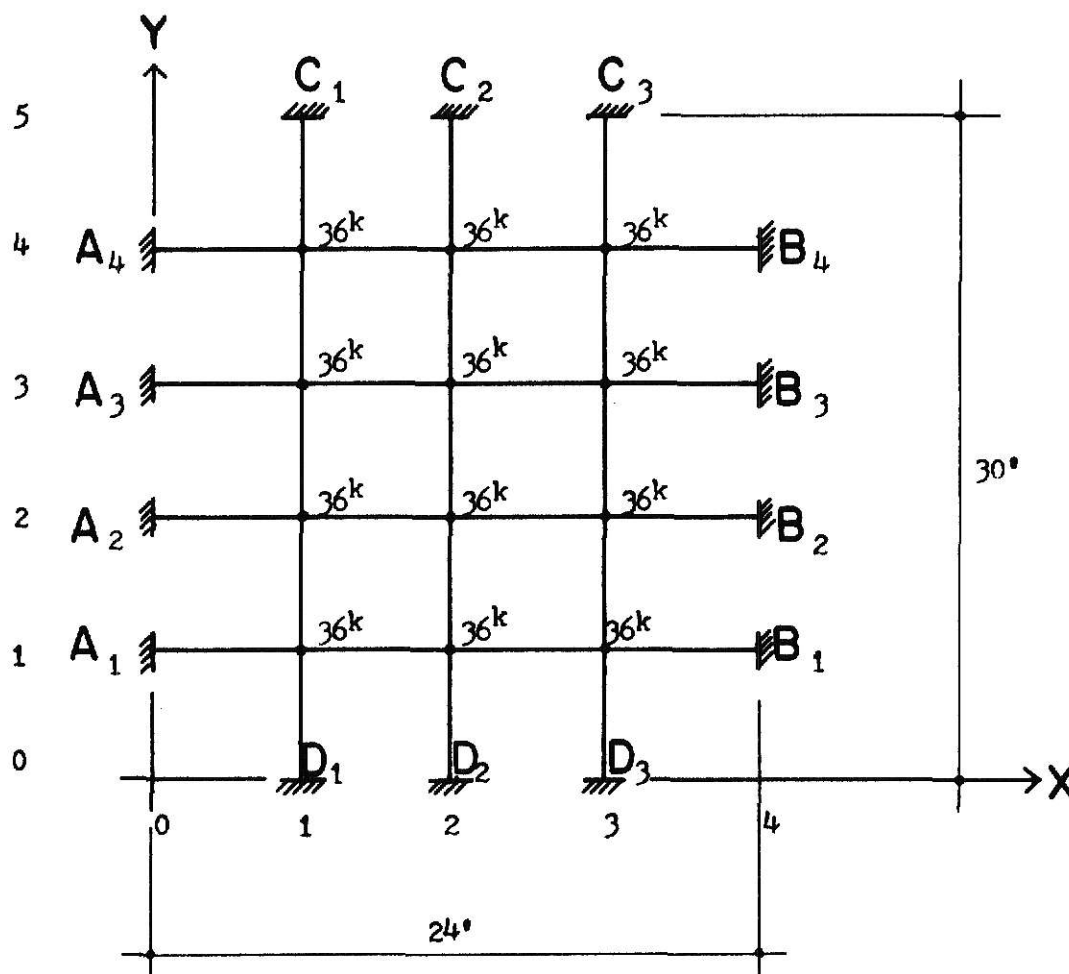 Y
C1 C2 C3
5
4 A4 36k 36k 36k B4
3 A3 36k 36k 36k B3
30'
2 A2 36k 36k 36k B2
1 A1 36k 36k 36k B1
0 D1 D2 D3 X
0 1 2 3 4
24'